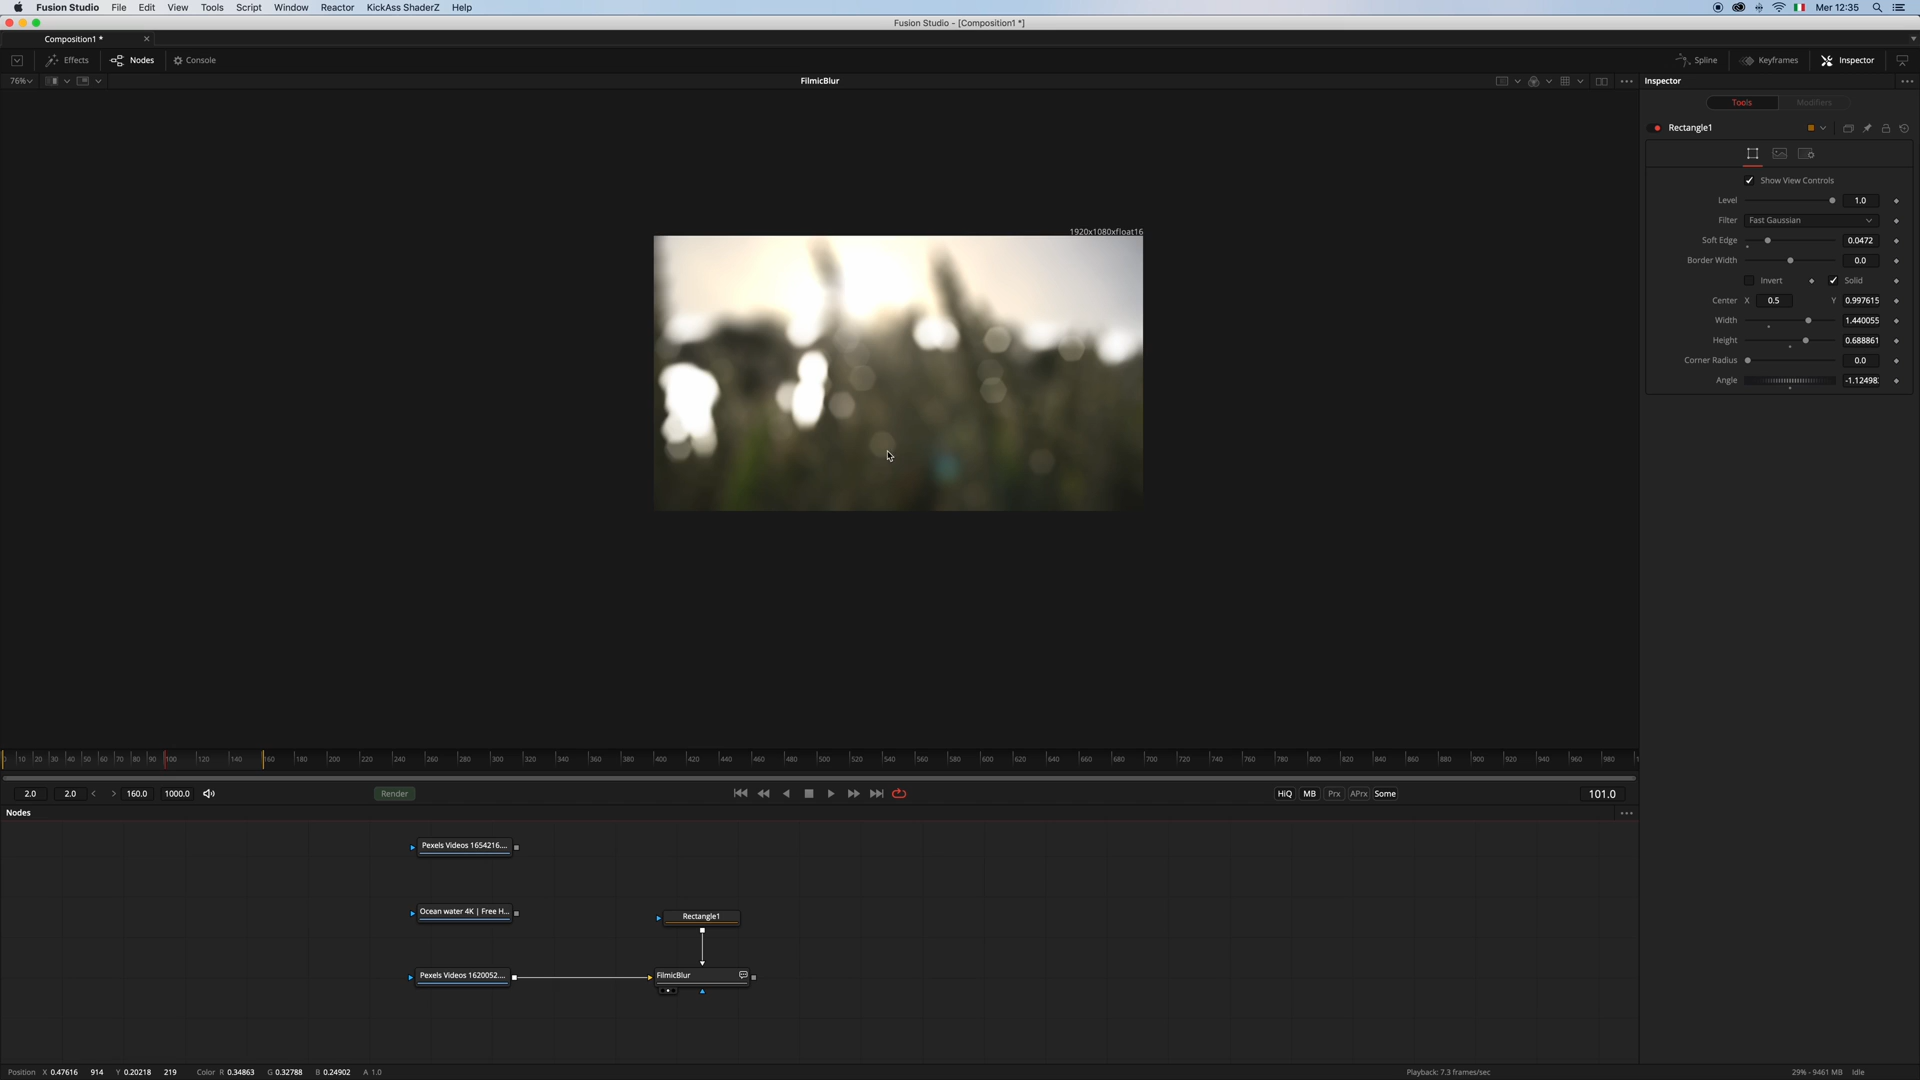 Fusion Studio File Edit View Tools Script Window Reactor KickAss ShaderZ Help Mer 12:35
Fusion Studio - [Composition1 *]
Composition1 *
Effects Nodes Console Spline Keyframes Inspector
76% FilmicBlur Inspector
Tools Modifiers
Rectangle1
Show View Controls
Level 1.0
Filter Fast Gaussian
1920x1080xfloat16
Soft Edge 0.0472
Border Width 0.0
Invert Solid
Center X 0.5 Y 0.997615
Width 1.440055
Height 0.688861
Corner Radius 0.0
Angle -1.12498
0 10 20 30 40 50 60 70 80 90 100 120 140 160 180 200 220 240 260 280 300 320 340 360 380 400 420 440 460 480 500 520 540 560 580 600 620 640 660 680 700 720 740 760 780 800 820 840 860 880 900 920 940 960 980
2.0 2.0 160.0 1000.0 Render HiQ MB Prx APrx Some 101.0
Nodes
Pexels Videos 1654216....
Ocean water 4K | Free H...
Rectangle1
Pexels Videos 1620052.... FilmicBlur
Position X 0.47616 914 Y 0.20218 219 Color R 0.34863 G 0.32788 B 0.24902 A 1.0 Playback: 7.3 frames/sec 29% - 9461 MB Idle